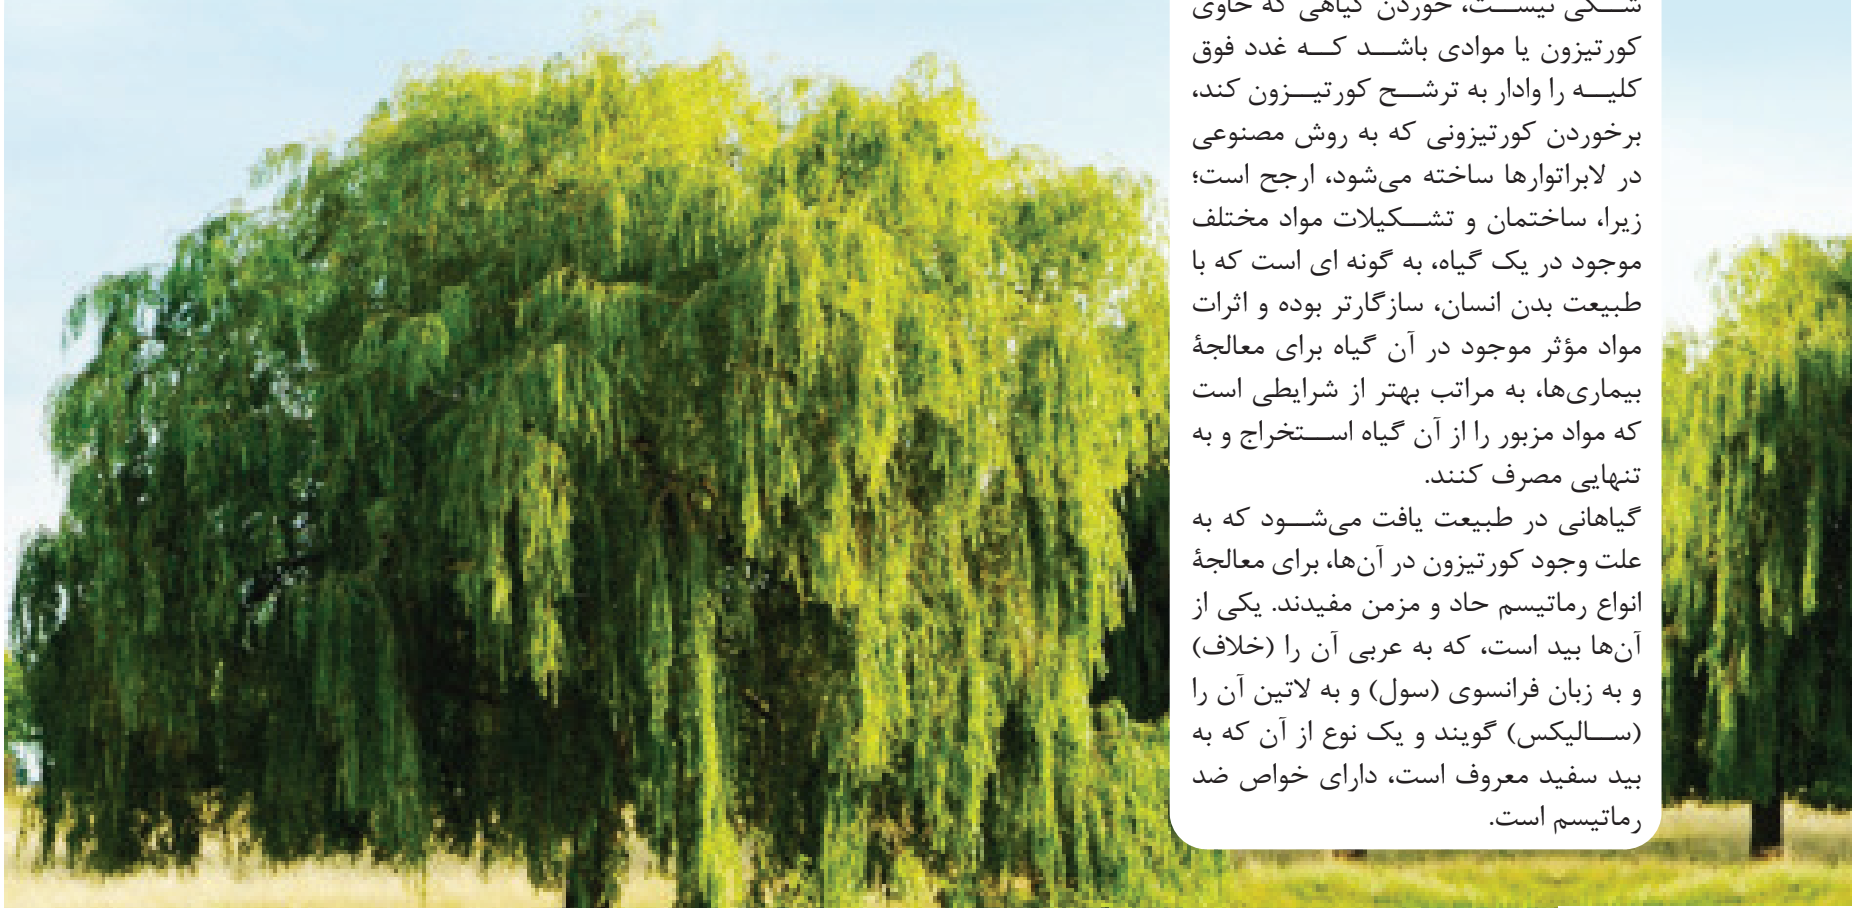 شکی نیست، خوردن گیاهی که حاوی
کورتیزون یا موادی باشد که غدد فوق
کلیه را وادار به ترشح کورتیزون کند،
برخوردن کورتیزونی که به روش مصنوعی
در لابراتوارها ساخته می‌شود، ارجح است؛
زیرا، ساختمان و تشکیلات مواد مختلف
موجود در یک گیاه، به گونه ای است که با
طبیعت بدن انسان، سازگارتر بوده و اثرات
مواد مؤثر موجود در آن گیاه برای معالجهٔ
بیماری‌ها، به مراتب بهتر از شرایطی است
که مواد مزبور را از آن گیاه استخراج و به
تنهایی مصرف کنند.
گیاهانی در طبیعت یافت می‌شود که به
علت وجود کورتیزون در آن‌ها، برای معالجهٔ
انواع رماتیسم حاد و مزمن مفیدند. یکی از
آن‌ها بید است، که به عربی آن را (خلاف)
و به زبان فرانسوی (سول) و به لاتین آن را
(سالیکس) گویند و یک نوع از آن که به
بید سفید معروف است، دارای خواص ضد
رماتیسم است.